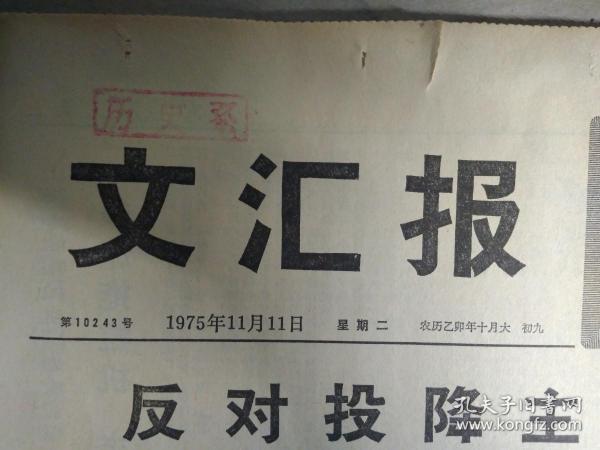 历史系
文汇报
第10243号 1975年11月11日 星期二 农历乙卯年十月大 初九
反对投降主
孔夫子旧书网
www.kongfz.com